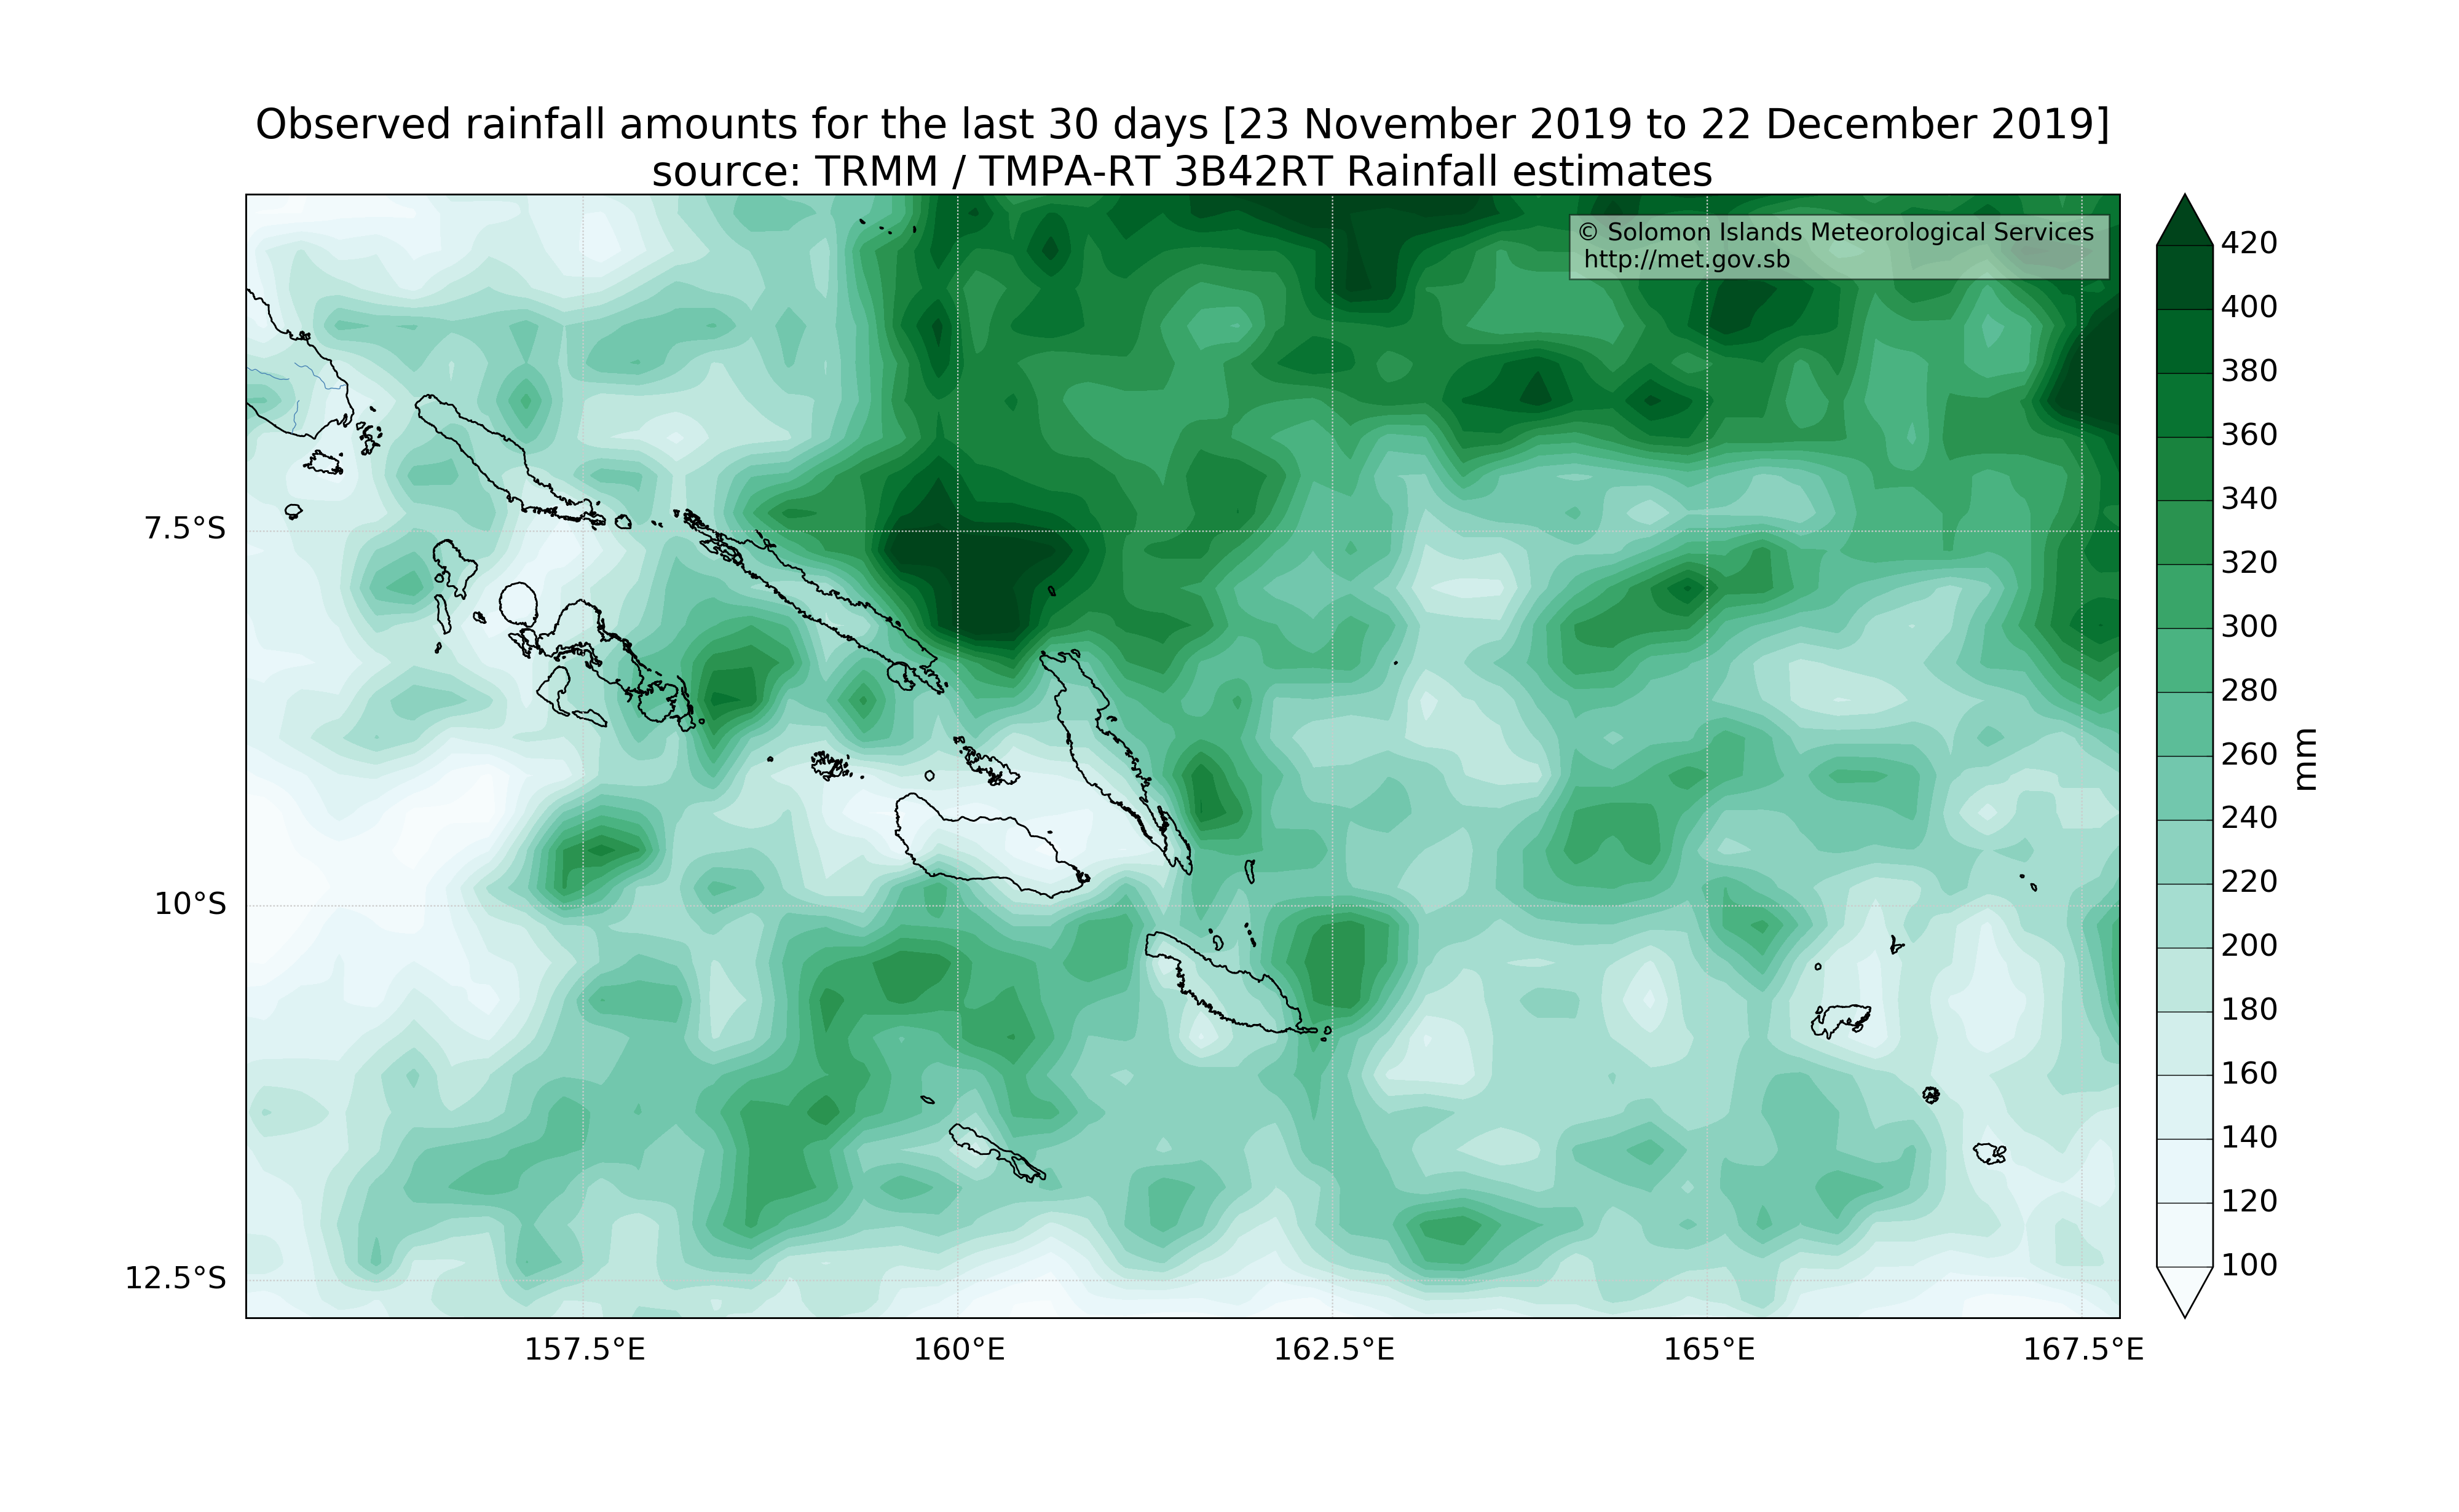 Observed rainfall amounts for the last 30 days [23 November 2019 to 22 December 2019]
source: TRMM / TMPA-RT 3B42RT Rainfall estimates
© Solomon Islands Meteorological Services
http://met.gov.sb
7.5°S
10°S
12.5°S
157.5°E
160°E
162.5°E
165°E
167.5°E
420
400
380
360
340
320
300
280
260
240
220
200
180
160
140
120
100
mm